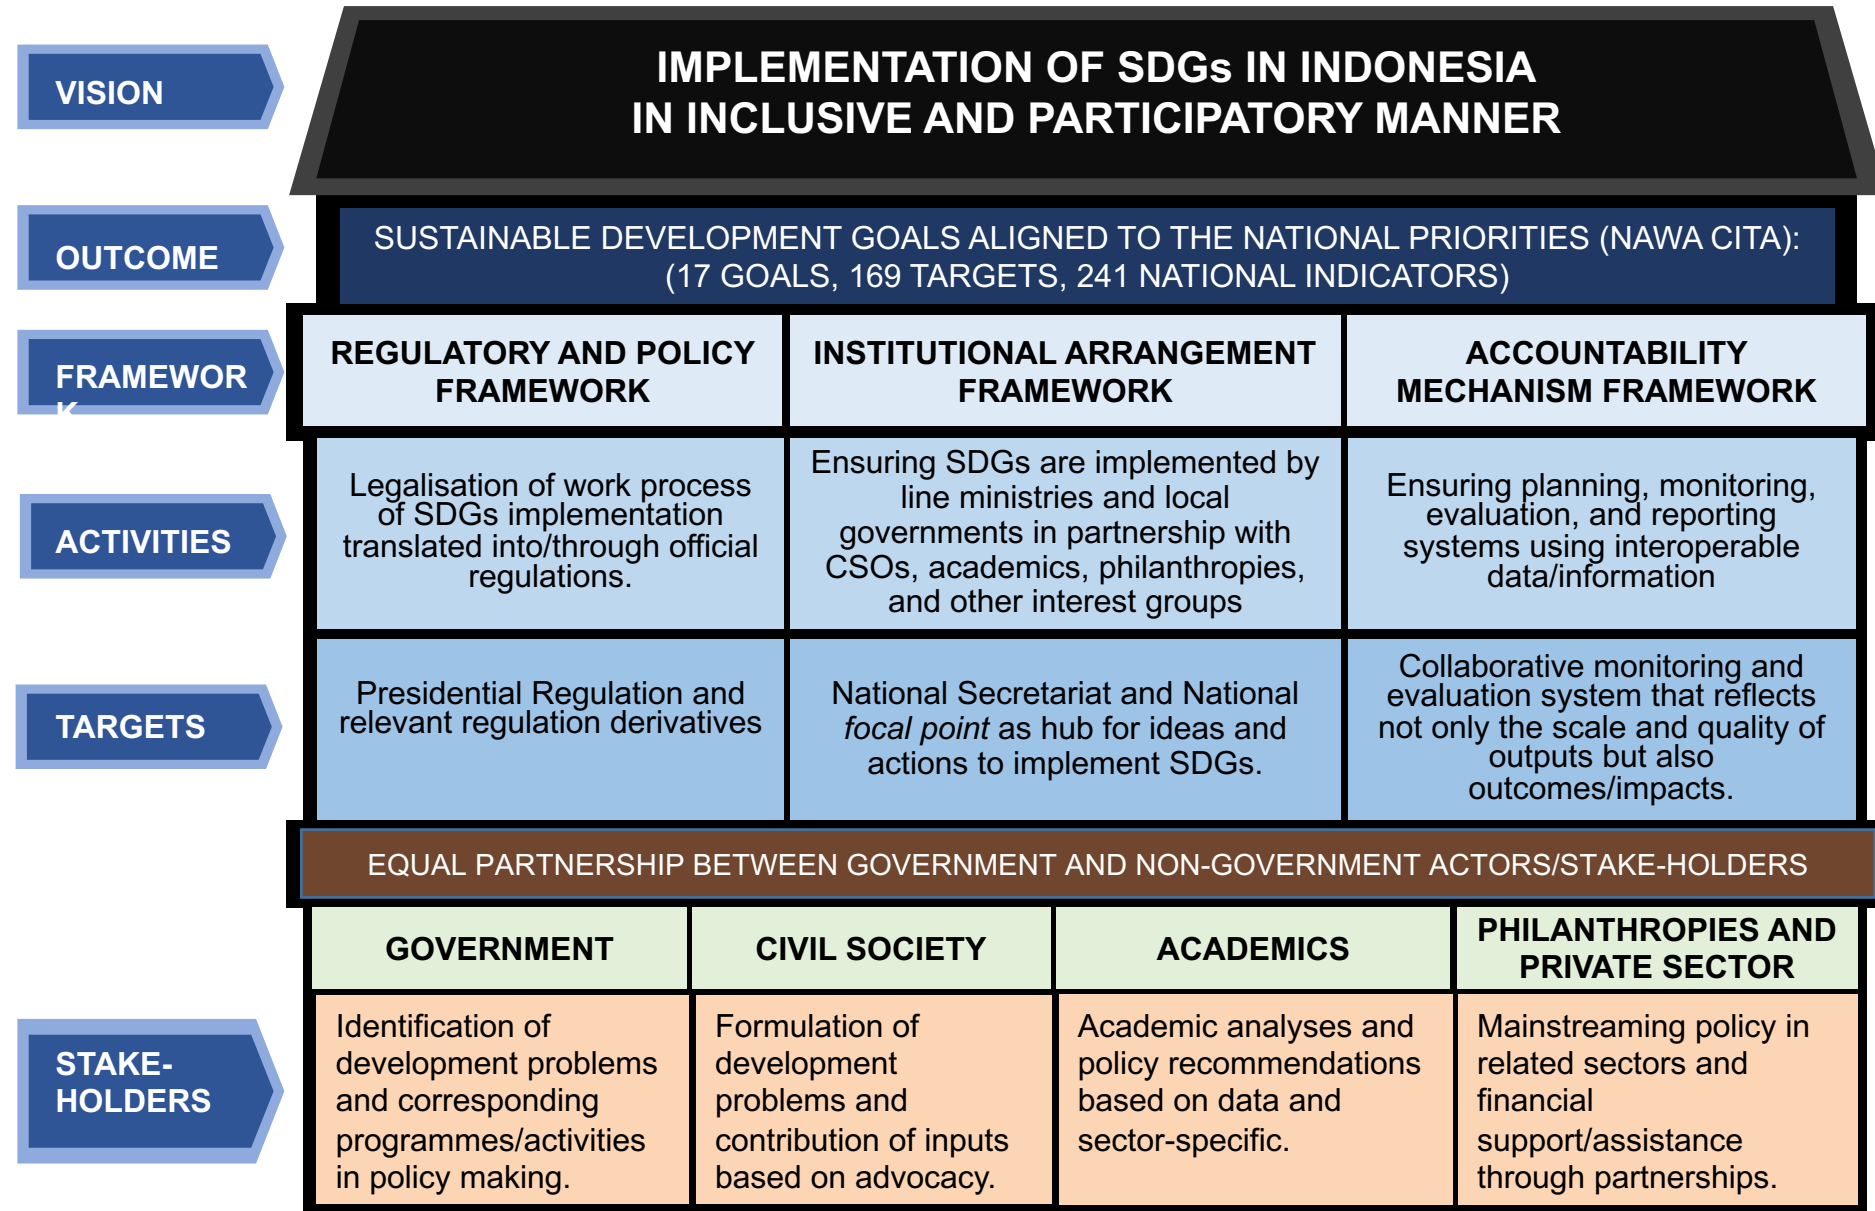 VISION
IMPLEMENTATION OF SDGs IN INDONESIA
IN INCLUSIVE AND PARTICIPATORY MANNER
OUTCOME
SUSTAINABLE DEVELOPMENT GOALS ALIGNED TO THE NATIONAL PRIORITIES (NAWA CITA):
(17 GOALS, 169 TARGETS, 241 NATIONAL INDICATORS)
FRAMEWOR
K
REGULATORY AND POLICY
FRAMEWORK
INSTITUTIONAL ARRANGEMENT
FRAMEWORK
ACCOUNTABILITY
MECHANISM FRAMEWORK
ACTIVITIES
Legalisation of work process
of SDGs implementation
translated into/through official
regulations.
Ensuring SDGs are implemented by
line ministries and local
governments in partnership with
CSOs, academics, philanthropies,
and other interest groups
Ensuring planning, monitoring,
evaluation, and reporting
systems using interoperable
data/information
TARGETS
Presidential Regulation and
relevant regulation derivatives
National Secretariat and National
focal point as hub for ideas and
actions to implement SDGs.
Collaborative monitoring and
evaluation system that reflects
not only the scale and quality of
outputs but also
outcomes/impacts.
EQUAL PARTNERSHIP BETWEEN GOVERNMENT AND NON-GOVERNMENT ACTORS/STAKE-HOLDERS
STAKE-
HOLDERS
GOVERNMENT
Identification of
development problems
and corresponding
programmes/activities
in policy making.
CIVIL SOCIETY
Formulation of
development
problems and
contribution of inputs
based on advocacy.
ACADEMICS
Academic analyses and
policy recommendations
based on data and
sector-specific.
PHILANTHROPIES AND
PRIVATE SECTOR
Mainstreaming policy in
related sectors and
financial
support/assistance
through partnerships.